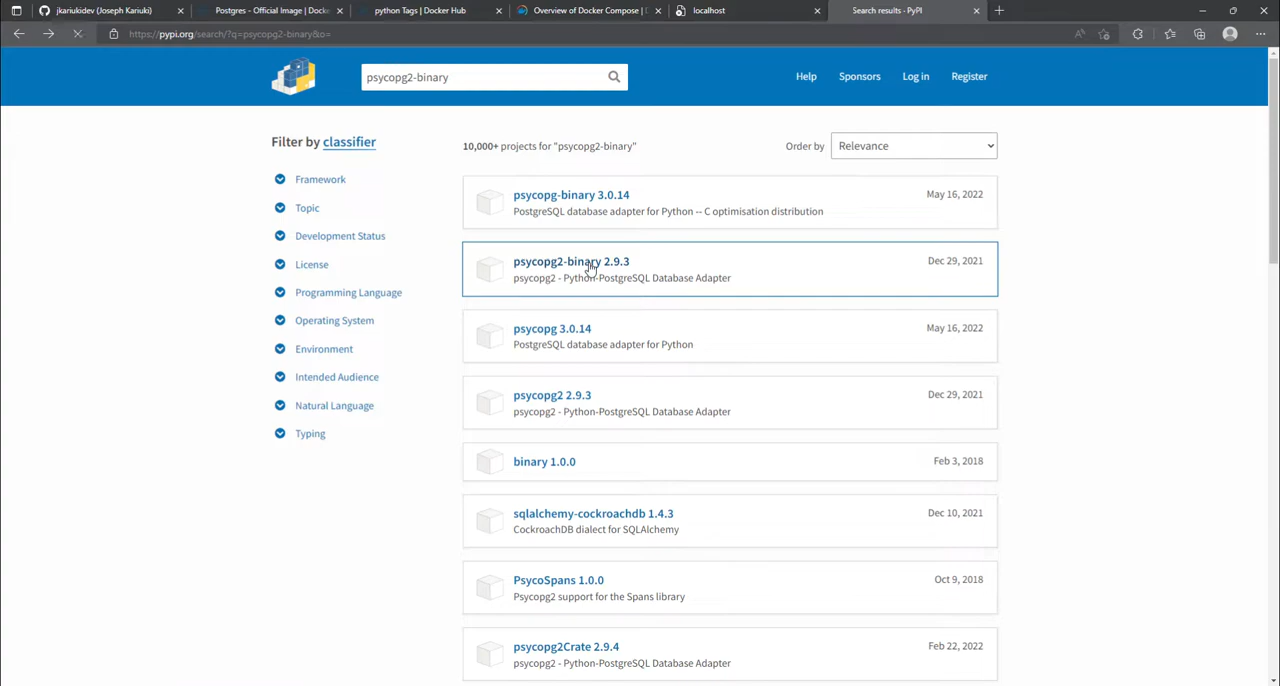 jkariukidev (Joseph Kariuki)
Postgres - Official Image | Docke
python Tags | Docker Hub
Overview of Docker Compose | D
localhost
Search results · PyPI
https://pypi.org/search/?q=psycopg2-binary&o=
psycopg2-binary
Help
Sponsors
Log in
Register
Filter by classifier
Framework
Topic
Development Status
License
Programming Language
Operating System
Environment
Intended Audience
Natural Language
Typing
10,000+ projects for "psycopg2-binary"
Order by
Relevance
psycopg-binary 3.0.14
May 16, 2022
PostgreSQL database adapter for Python -- C optimisation distribution
psycopg2-binary 2.9.3
Dec 29, 2021
psycopg2 - Python-PostgreSQL Database Adapter
psycopg 3.0.14
May 16, 2022
PostgreSQL database adapter for Python
psycopg2 2.9.3
Dec 29, 2021
psycopg2 - Python-PostgreSQL Database Adapter
binary 1.0.0
Feb 3, 2018
sqlalchemy-cockroachdb 1.4.3
Dec 10, 2021
CockroachDB dialect for SQLAlchemy
PsycoSpans 1.0.0
Oct 9, 2018
Psycopg2 support for the Spans library
psycopg2Crate 2.9.4
Feb 22, 2022
psycopg2 - Python-PostgreSQL Database Adapter